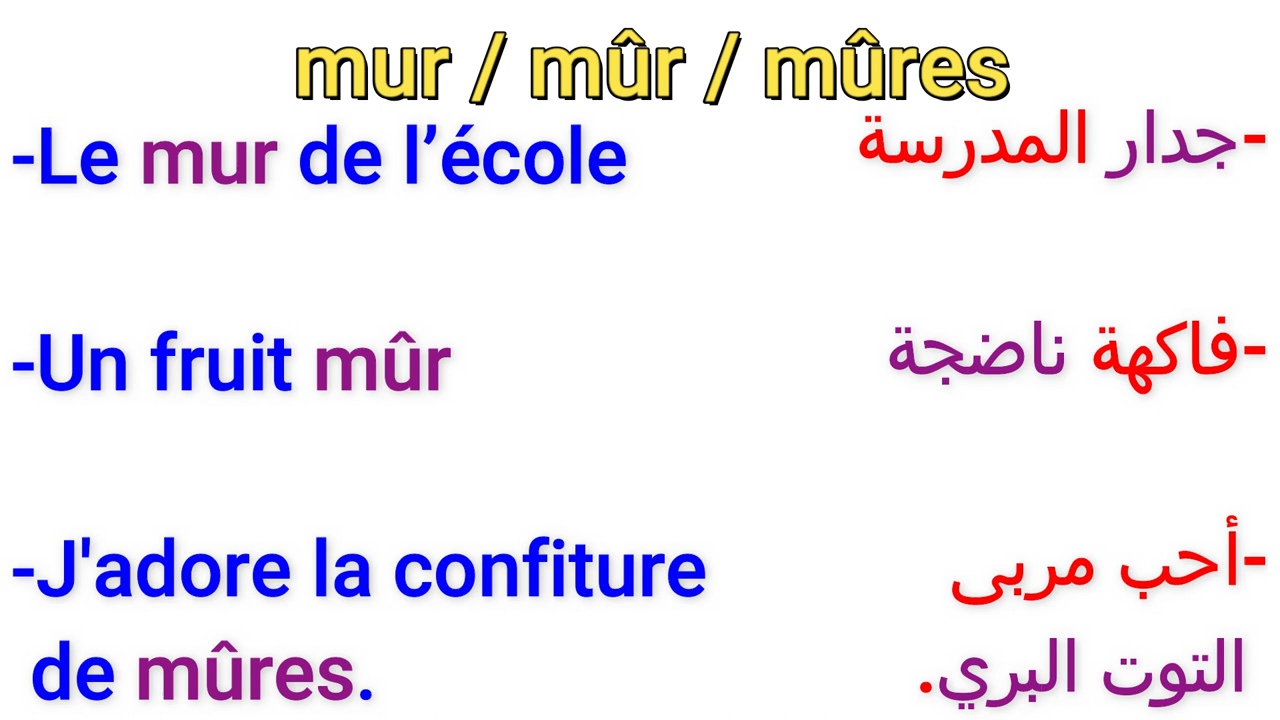 mur / mûr / mûres
-Le mur de l’école
-جدار المدرسة
-Un fruit mûr
-فاكهة ناضجة
-J'adore la confiture
de mûres.
-أحب مربى
التوت البري.